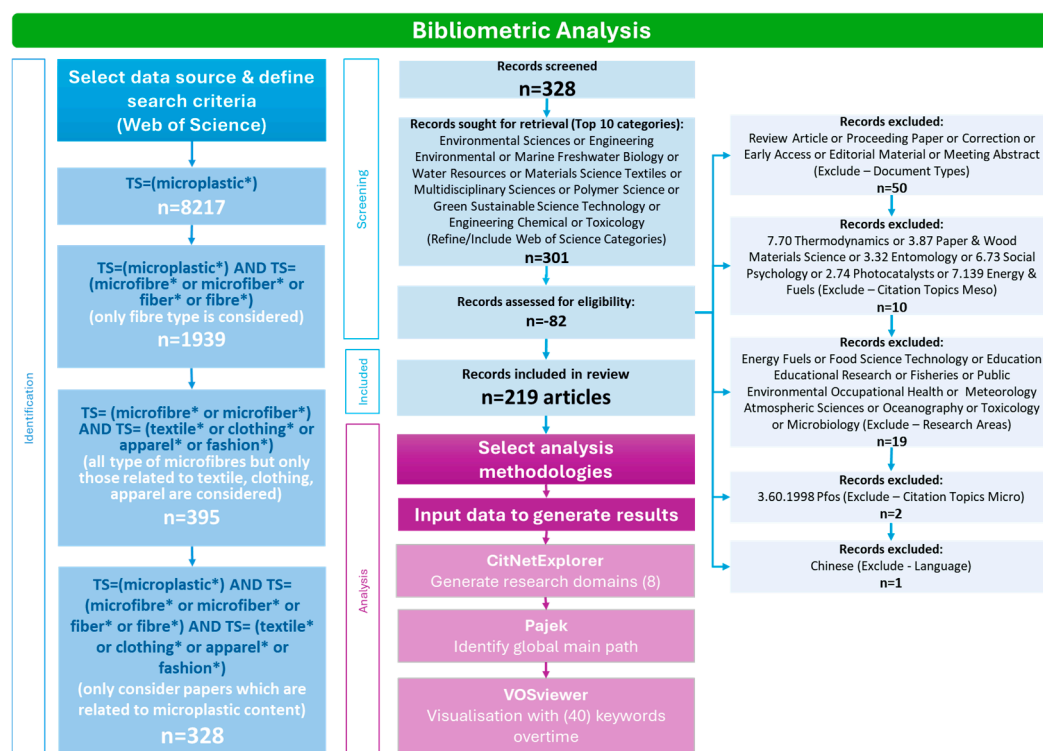 Bibliometric Analysis
Identification
Select data source & define
search criteria
(Web of Science)
TS=(microplastic*)
n=8217
TS=(microplastic*) AND TS=
(microfibre* or microfiber* or
fiber* or fibre*)
(only fibre type is considered)
n=1939
TS= (microfibre* or microfiber*)
AND TS= (textile* or clothing* or
apparel* or fashion*)
(all type of microfibres but only
those related to textile, clothing,
apparel are considered)
n=395
TS=(microplastic*) AND TS=
(microfibre* or microfiber* or
fiber* or fibre*) AND TS= (textile*
or clothing* or apparel* or
fashion*)
(only consider papers which are
related to microplastic content)
n=328
Screening
Records screened
n=328
Records sought for retrieval (Top 10 categories):
Environmental Sciences or Engineering
Environmental or Marine Freshwater Biology or
Water Resources or Materials Science Textiles or
Multidisciplinary Sciences or Polymer Science or
Green Sustainable Science Technology or
Engineering Chemical or Toxicology
(Refine/Include Web of Science Categories)
n=301
Records assessed for eligibility:
n=-82
Included
Records included in review
n=219 articles
Analysis
Select analysis
methodologies
Input data to generate results
CitNetExplorer
Generate research domains (8)
Pajek
Identify global main path
VOSviewer
Visualisation with (40) keywords
overtime
Records excluded:
Review Article or Proceeding Paper or Correction or
Early Access or Editorial Material or Meeting Abstract
(Exclude – Document Types)
n=50
Records excluded:
7.70 Thermodynamics or 3.87 Paper & Wood
Materials Science or 3.32 Entomology or 6.73 Social
Psychology or 2.74 Photocatalysts or 7.139 Energy &
Fuels (Exclude – Citation Topics Meso)
n=10
Records excluded:
Energy Fuels or Food Science Technology or Education
Educational Research or Fisheries or Public
Environmental Occupational Health or Meteorology
Atmospheric Sciences or Oceanography or Toxicology
or Microbiology (Exclude – Research Areas)
n=19
Records excluded:
3.60.1998 Pfos (Exclude – Citation Topics Micro)
n=2
Records excluded:
Chinese (Exclude - Language)
n=1